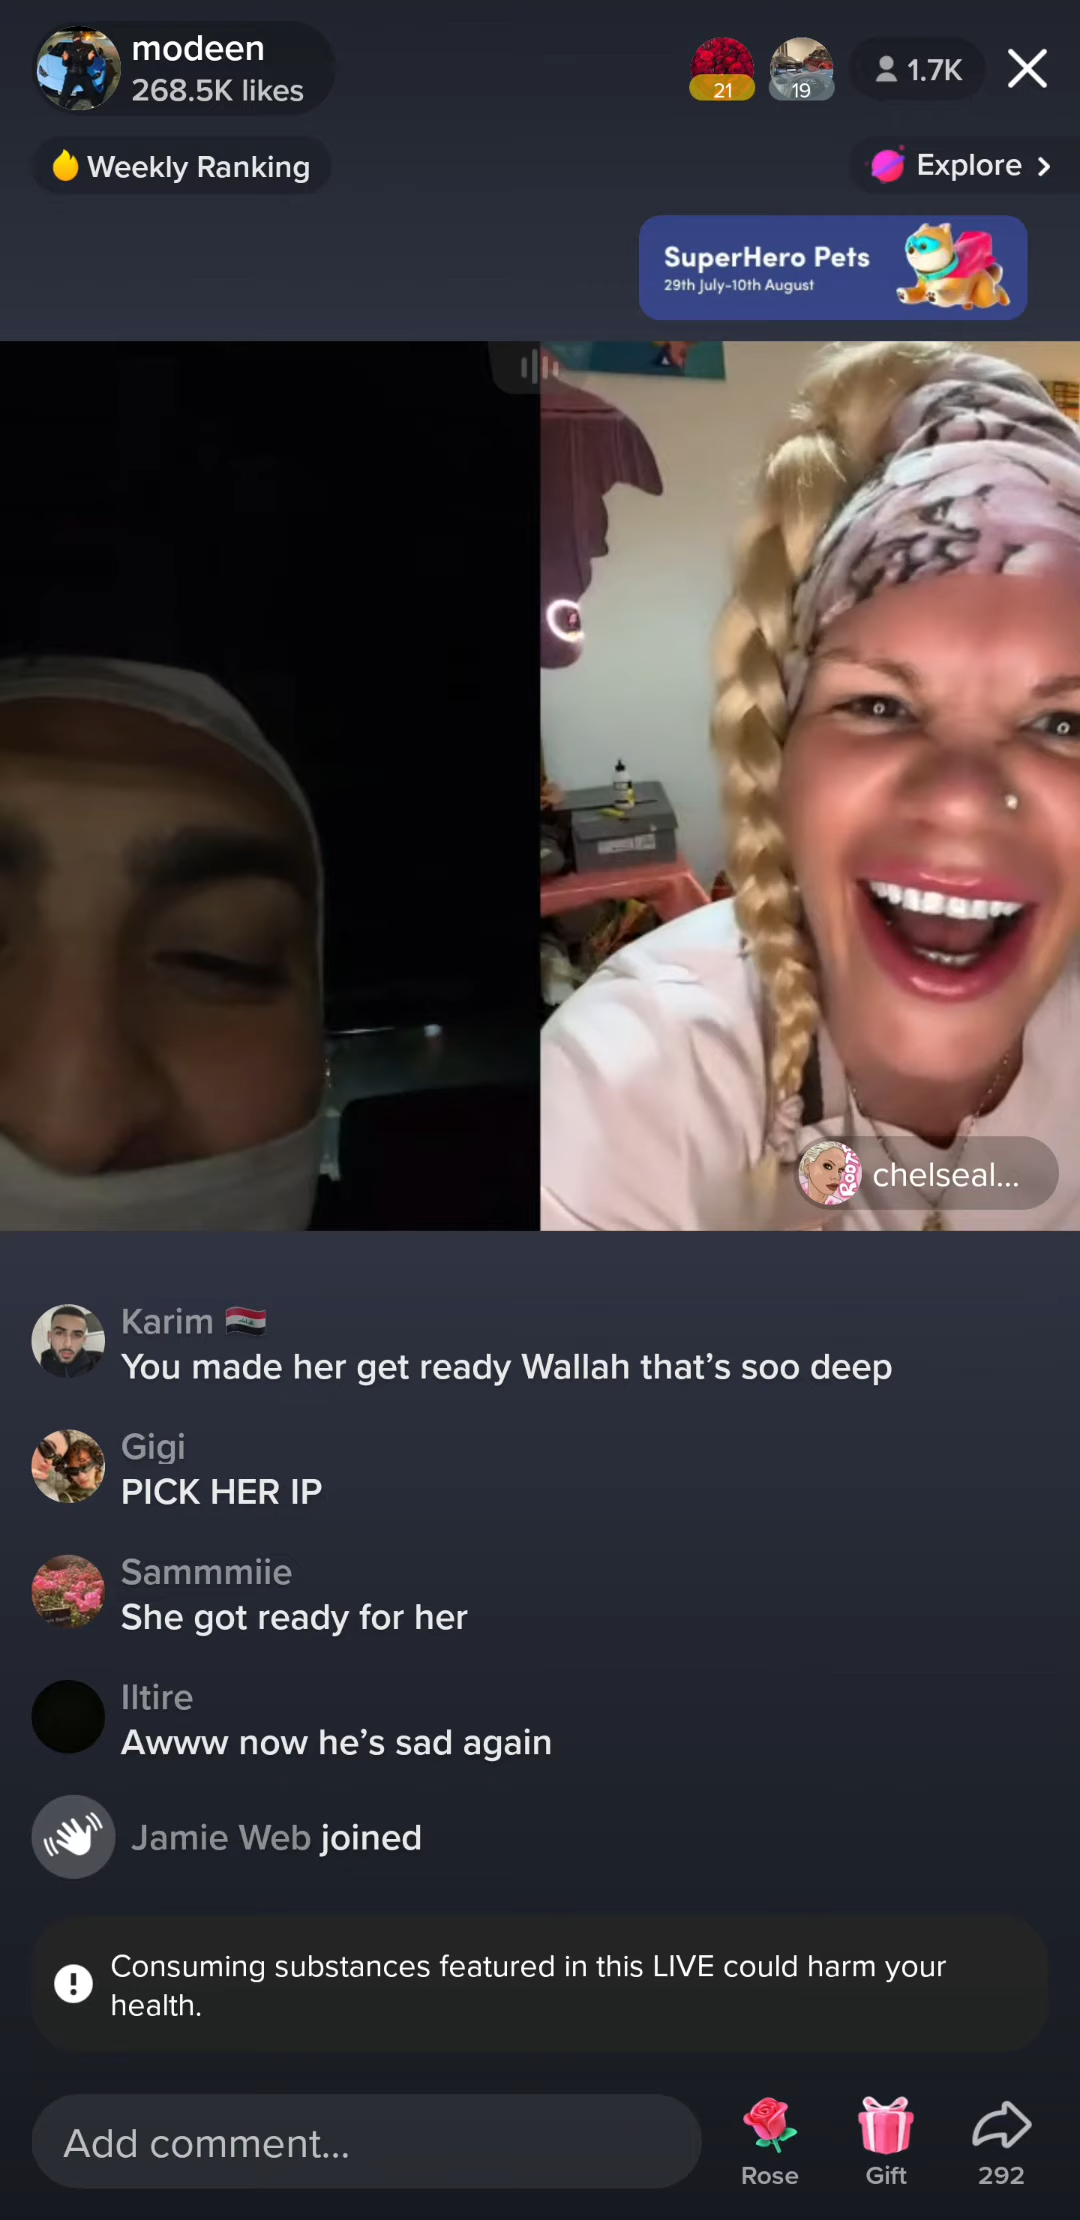 modeen
268.5K likes
21
19
1.7K
Weekly Ranking
Explore
SuperHero Pets
29th July-10th August
ROOT
chelseal...
Karim 🇮🇶
You made her get ready Wallah that’s soo deep
Gigi
PICK HER IP
Sammmiie
She got ready for her
Iltire
Awww now he’s sad again
Jamie Web joined
Consuming substances featured in this LIVE could harm your
health.
Add comment...
Rose
Gift
292